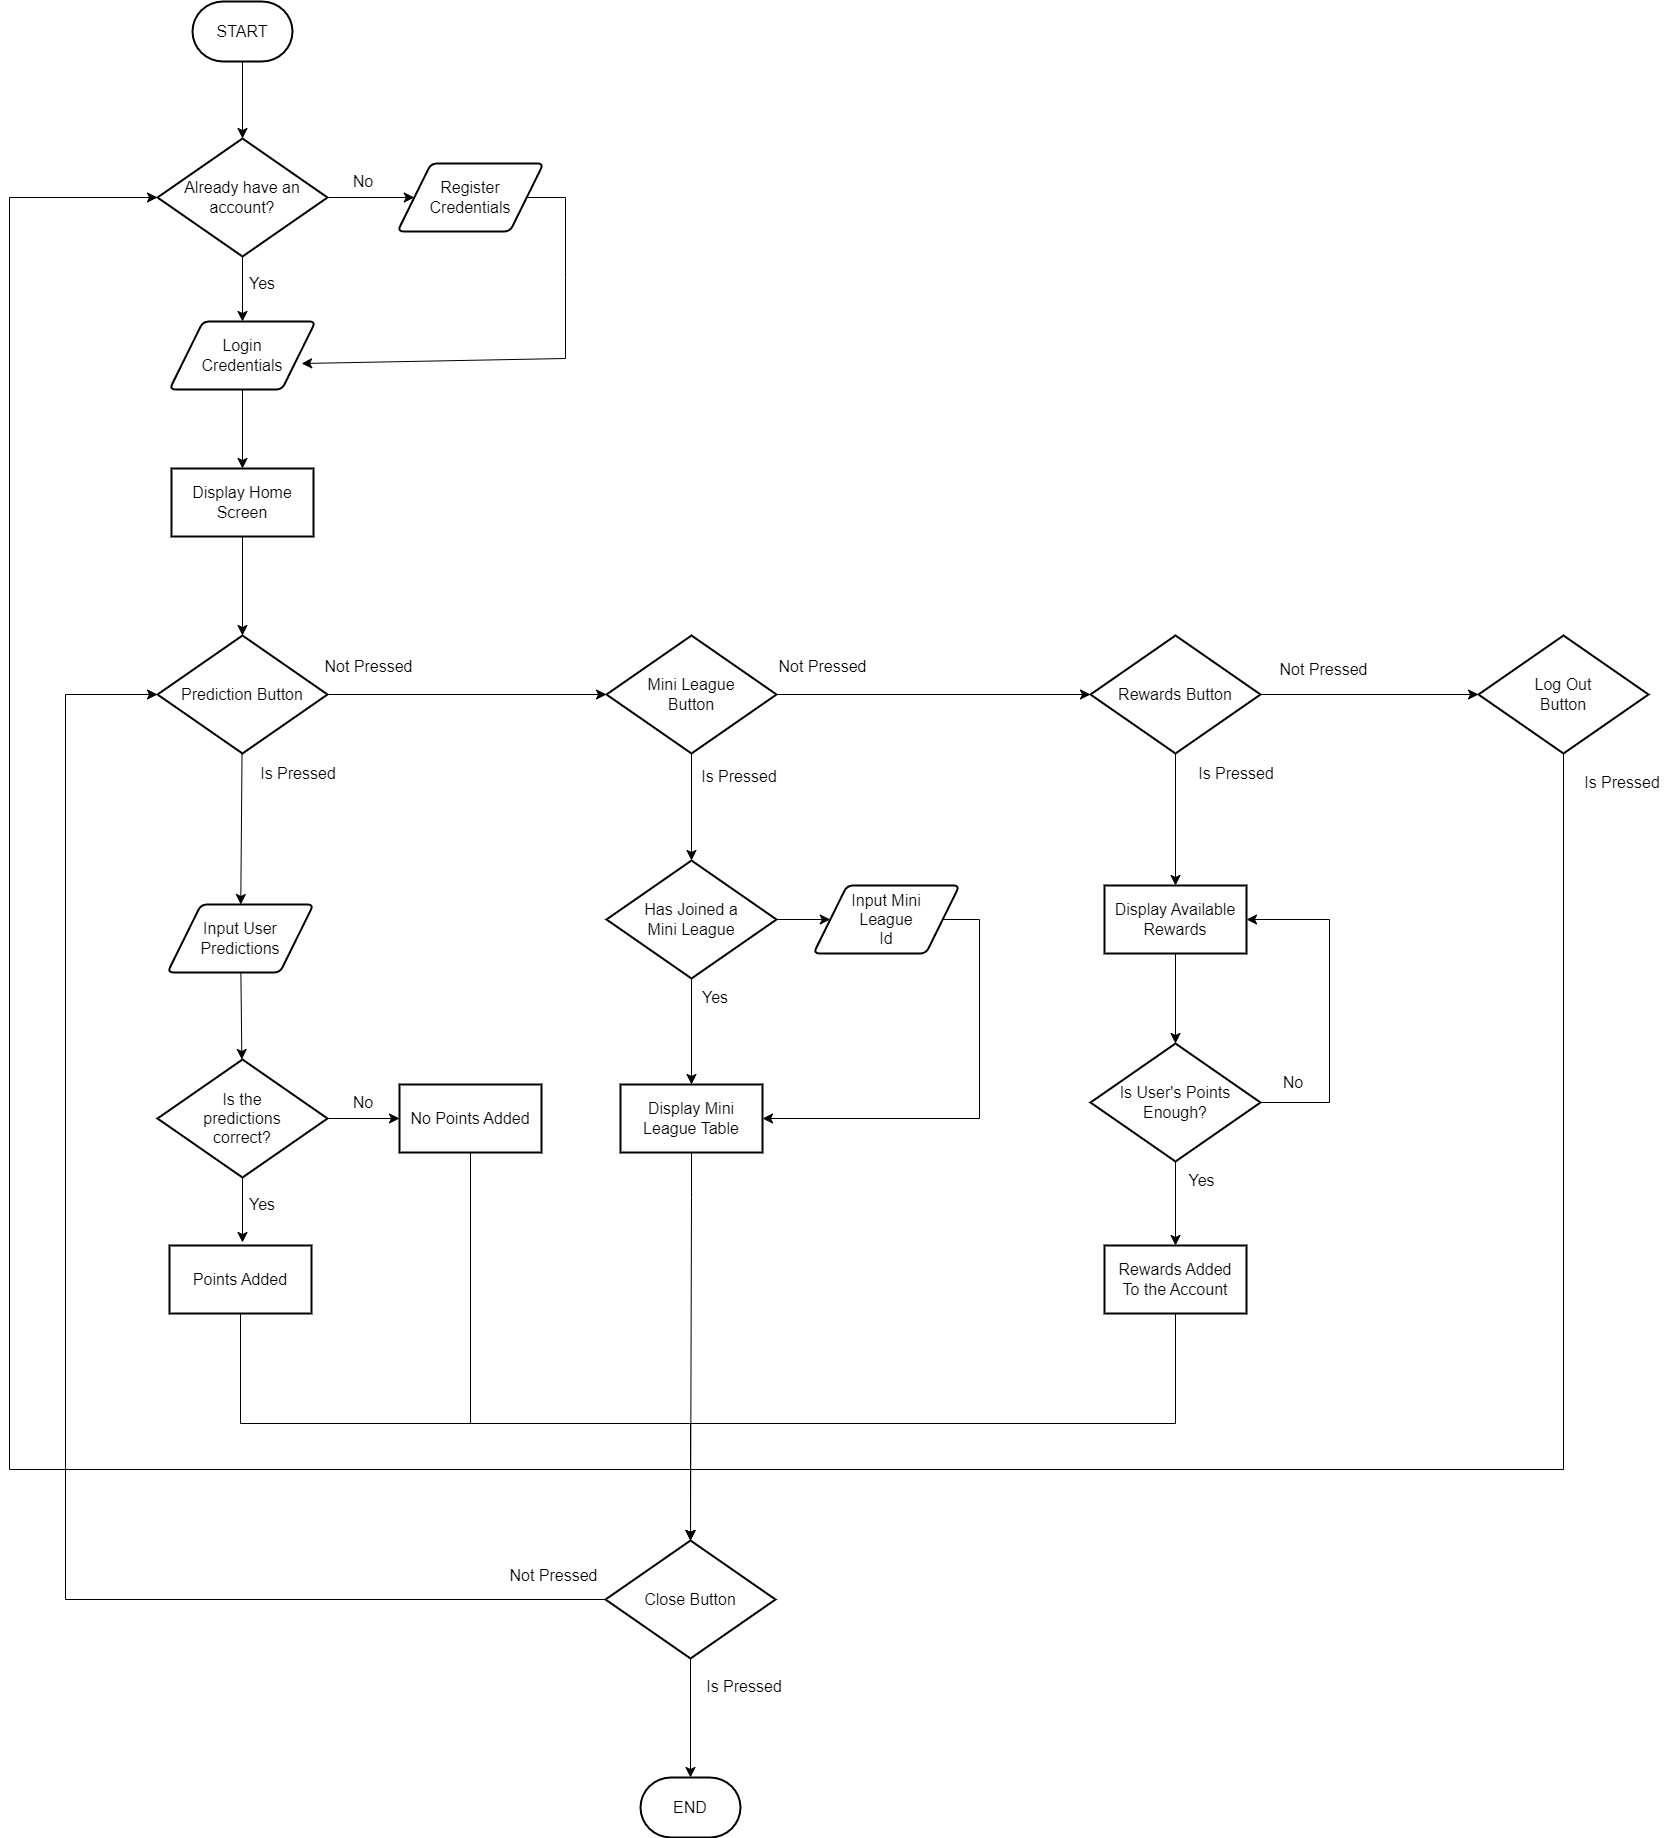 START
Already have an
account?
No
Register
Credentials
Yes
Login
Credentials
Display Home
Screen
Prediction Button
Not Pressed
Mini League
Button
Not Pressed
Rewards Button
Not Pressed
Log Out
Button
Is Pressed
Is Pressed
Is Pressed
Is Pressed
Input User
Predictions
Has Joined a
Mini League
Input Mini
League
Id
Display Available
Rewards
Yes
Is the
predictions
correct?
No
No Points Added
Display Mini
League Table
Is User's Points
Enough?
No
Yes
Yes
Points Added
Rewards Added
To the Account
Not Pressed
Close Button
Is Pressed
END